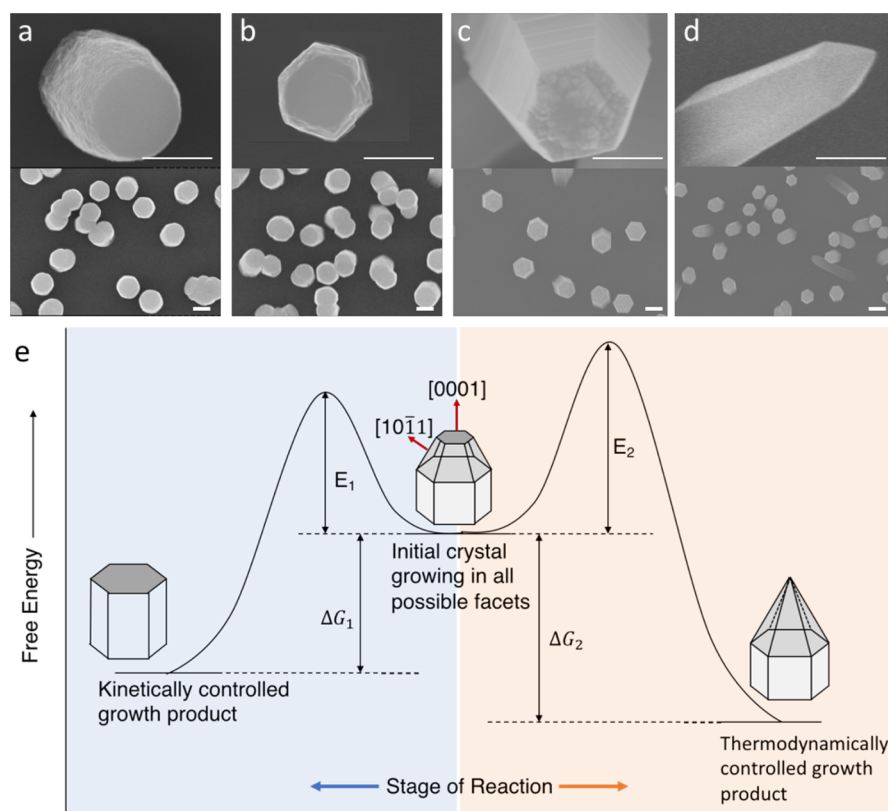 a
b
c
d
e
[0001]
[101̄1]
E₁
E₂
Initial crystal
growing in all
possible facets
ΔG₁
ΔG₂
Free Energy
Kinetically controlled
growth product
Thermodynamically
controlled growth
product
Stage of Reaction